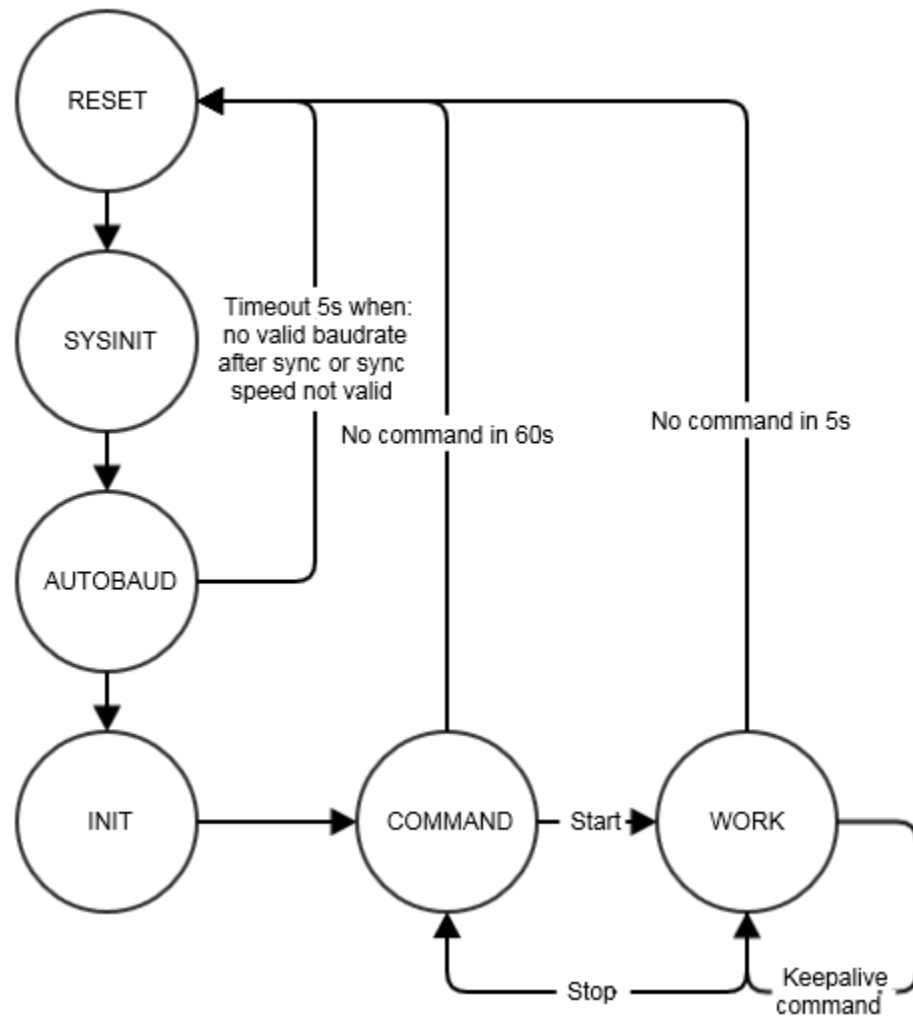 RESET
SYSINIT
Timeout 5s when:
no valid baudrate
after sync or sync
speed not valid
No command in 60s
No command in 5s
AUTOBAUD
INIT
COMMAND
Start
WORK
Stop
Keepalive
command